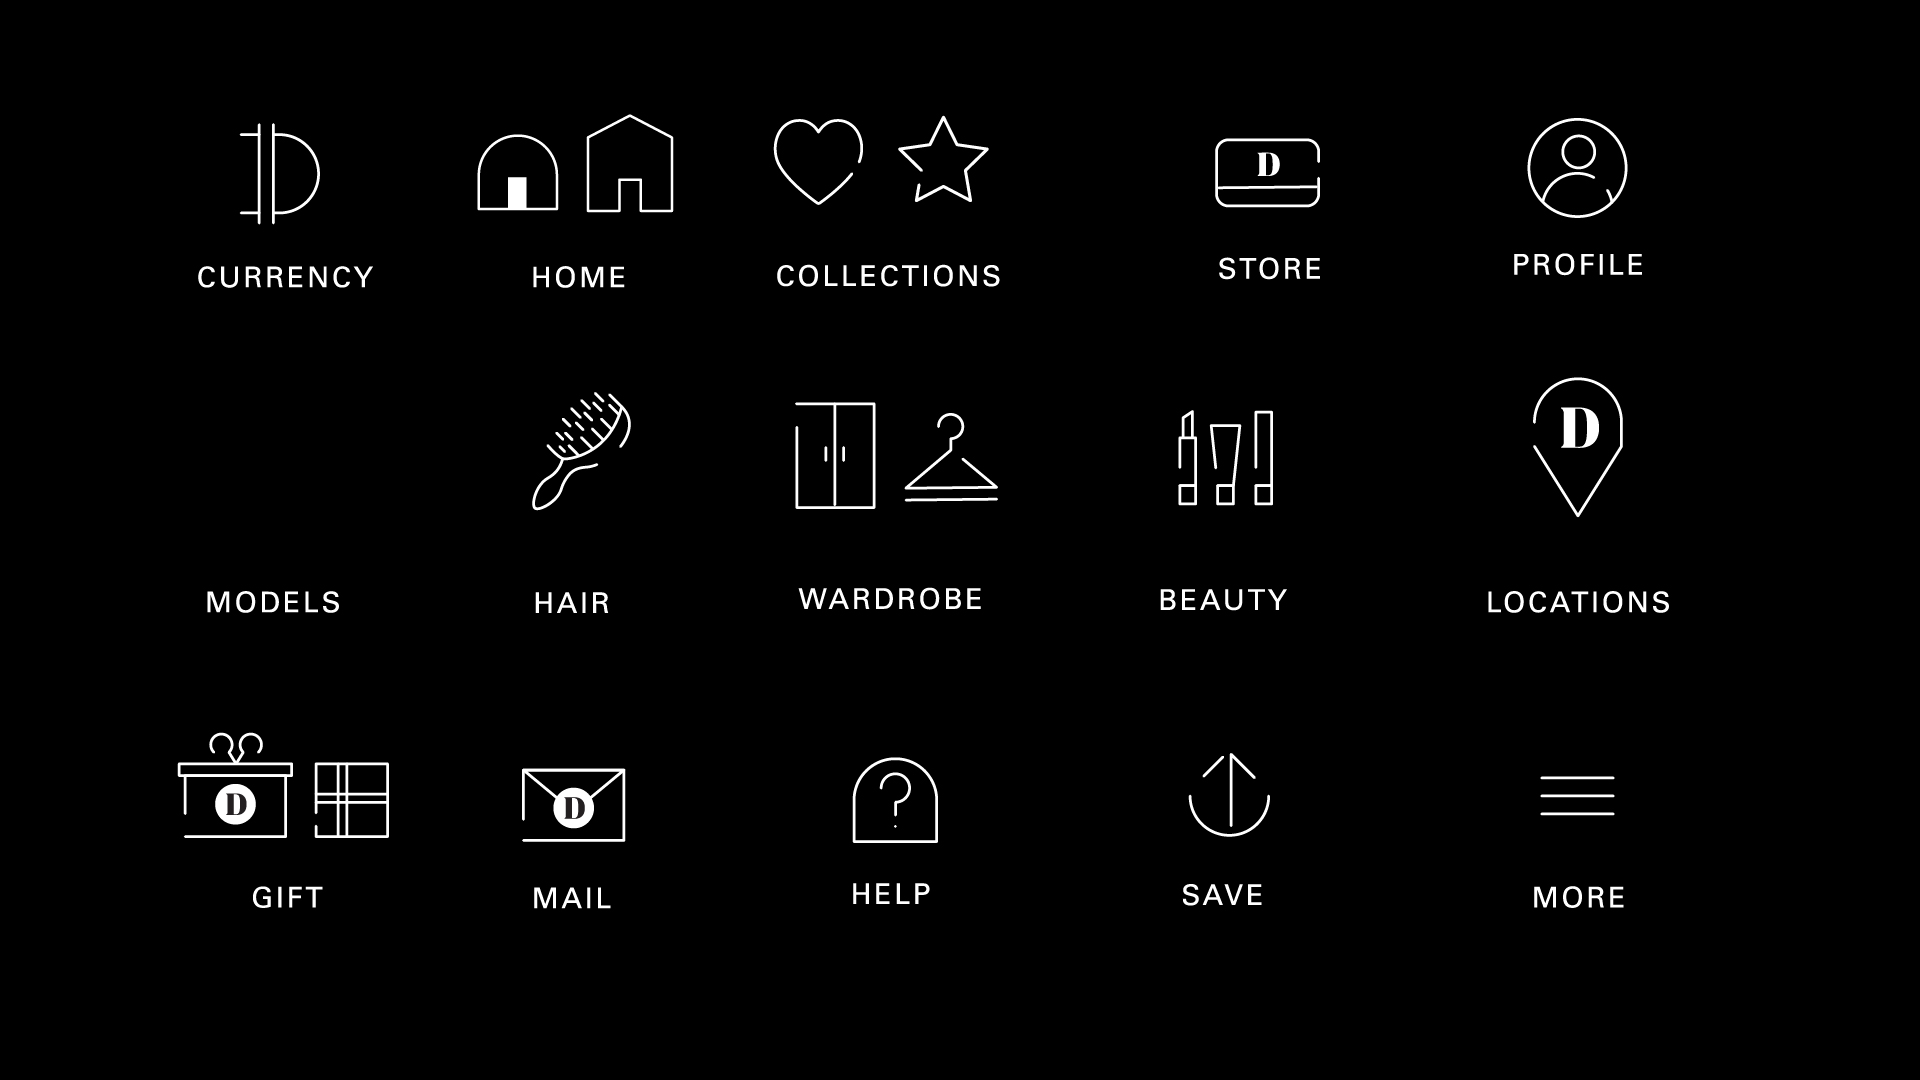 D
CURRENCY
HOME
COLLECTIONS
STORE
PROFILE
D
MODELS
HAIR
WARDROBE
BEAUTY
LOCATIONS
D
D
?
GIFT
MAIL
HELP
SAVE
MORE